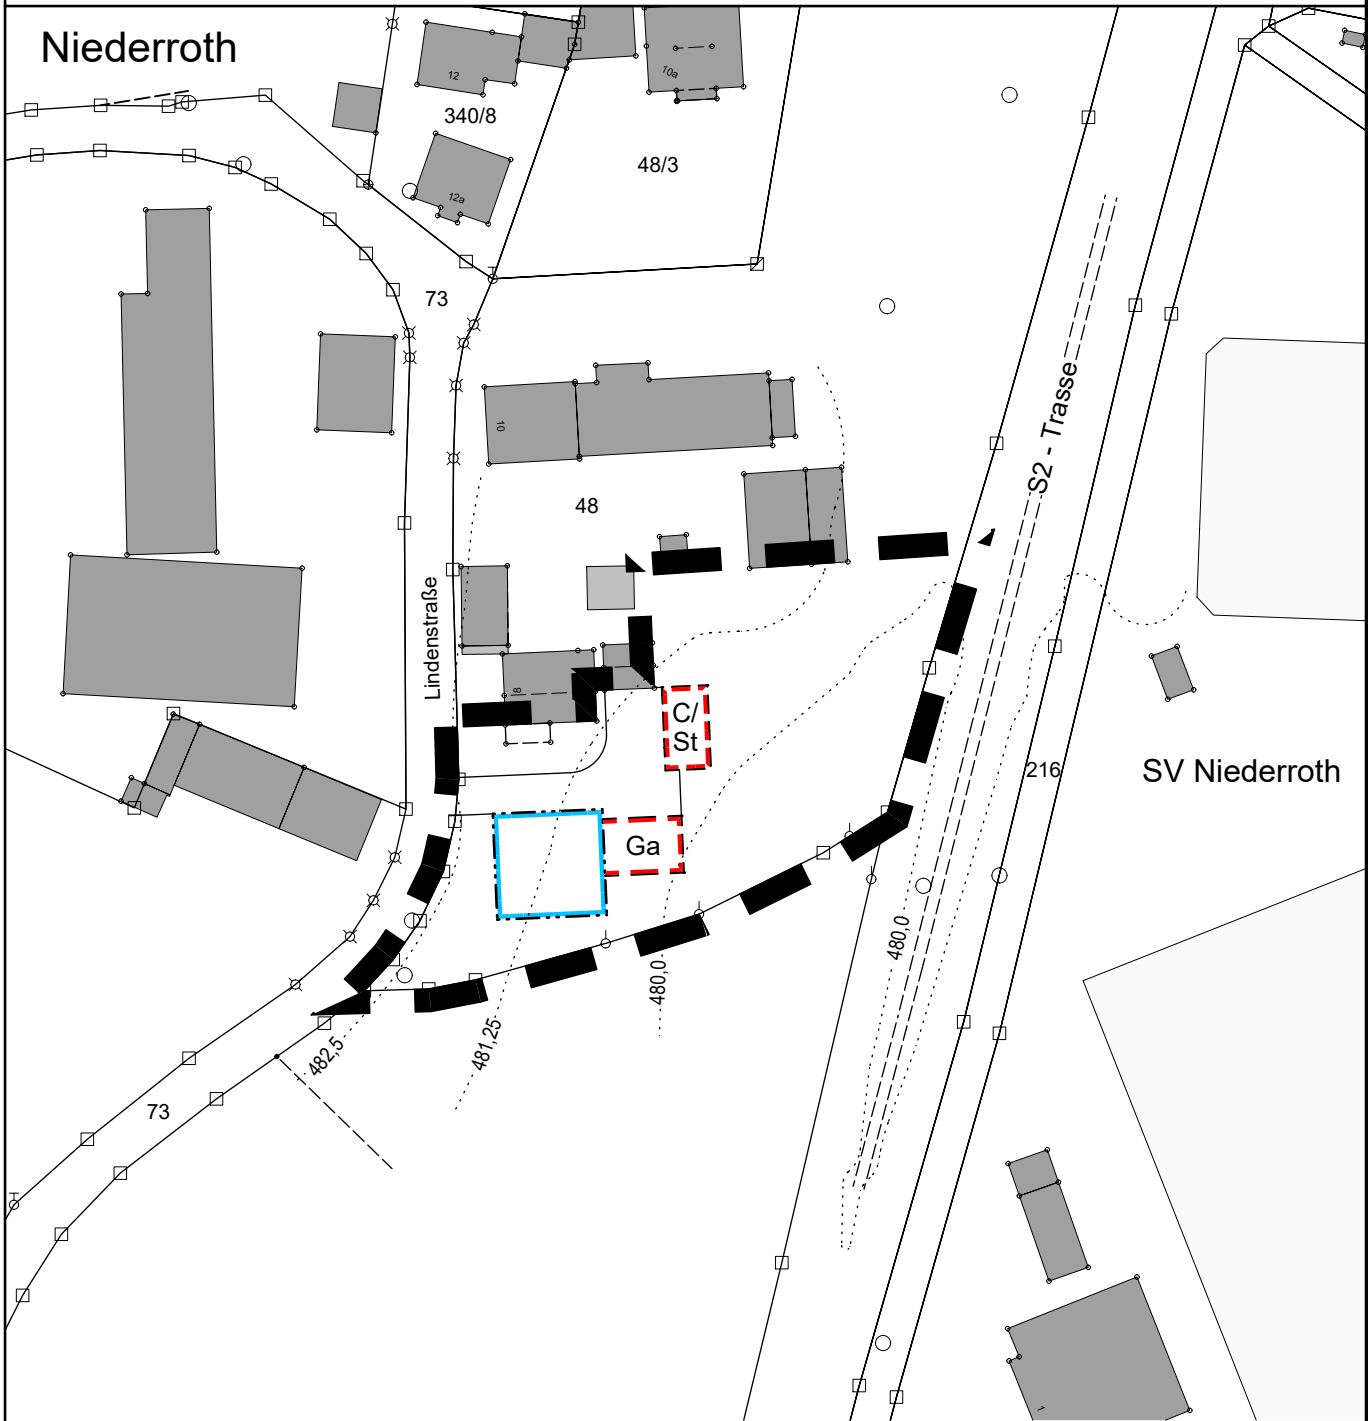 Niederroth
12
10a
340/8
48/3
12a
73
S2 - Trasse
10
48
Lindenstraße
8
C/
St
216
SV Niederroth
Ga
480,0
480,0
481,25
482,5
73
1